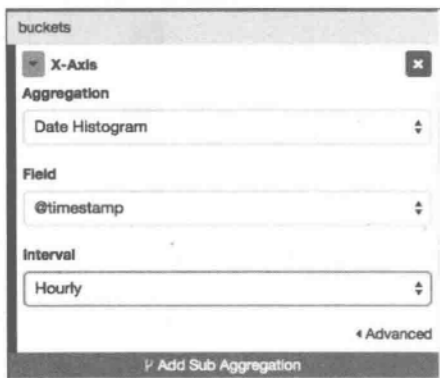 buckets
X-Axis
Aggregation
Date Histogram
Field
@timestamp
Interval
Hourly
Advanced
Add Sub Aggregation